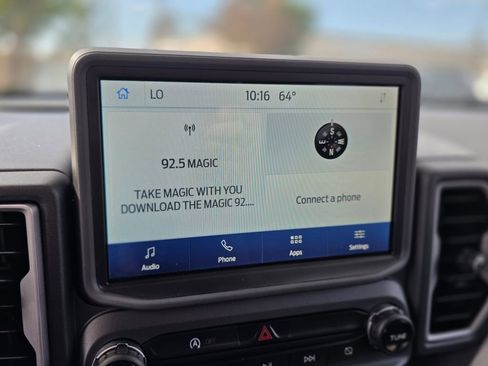 LO 10:16 64°
92.5 MAGIC
TAKE MAGIC WITH YOU
DOWNLOAD THE MAGIC 92....
S
E W
N
Connect a phone
Audio Phone Apps Settings
TUNE